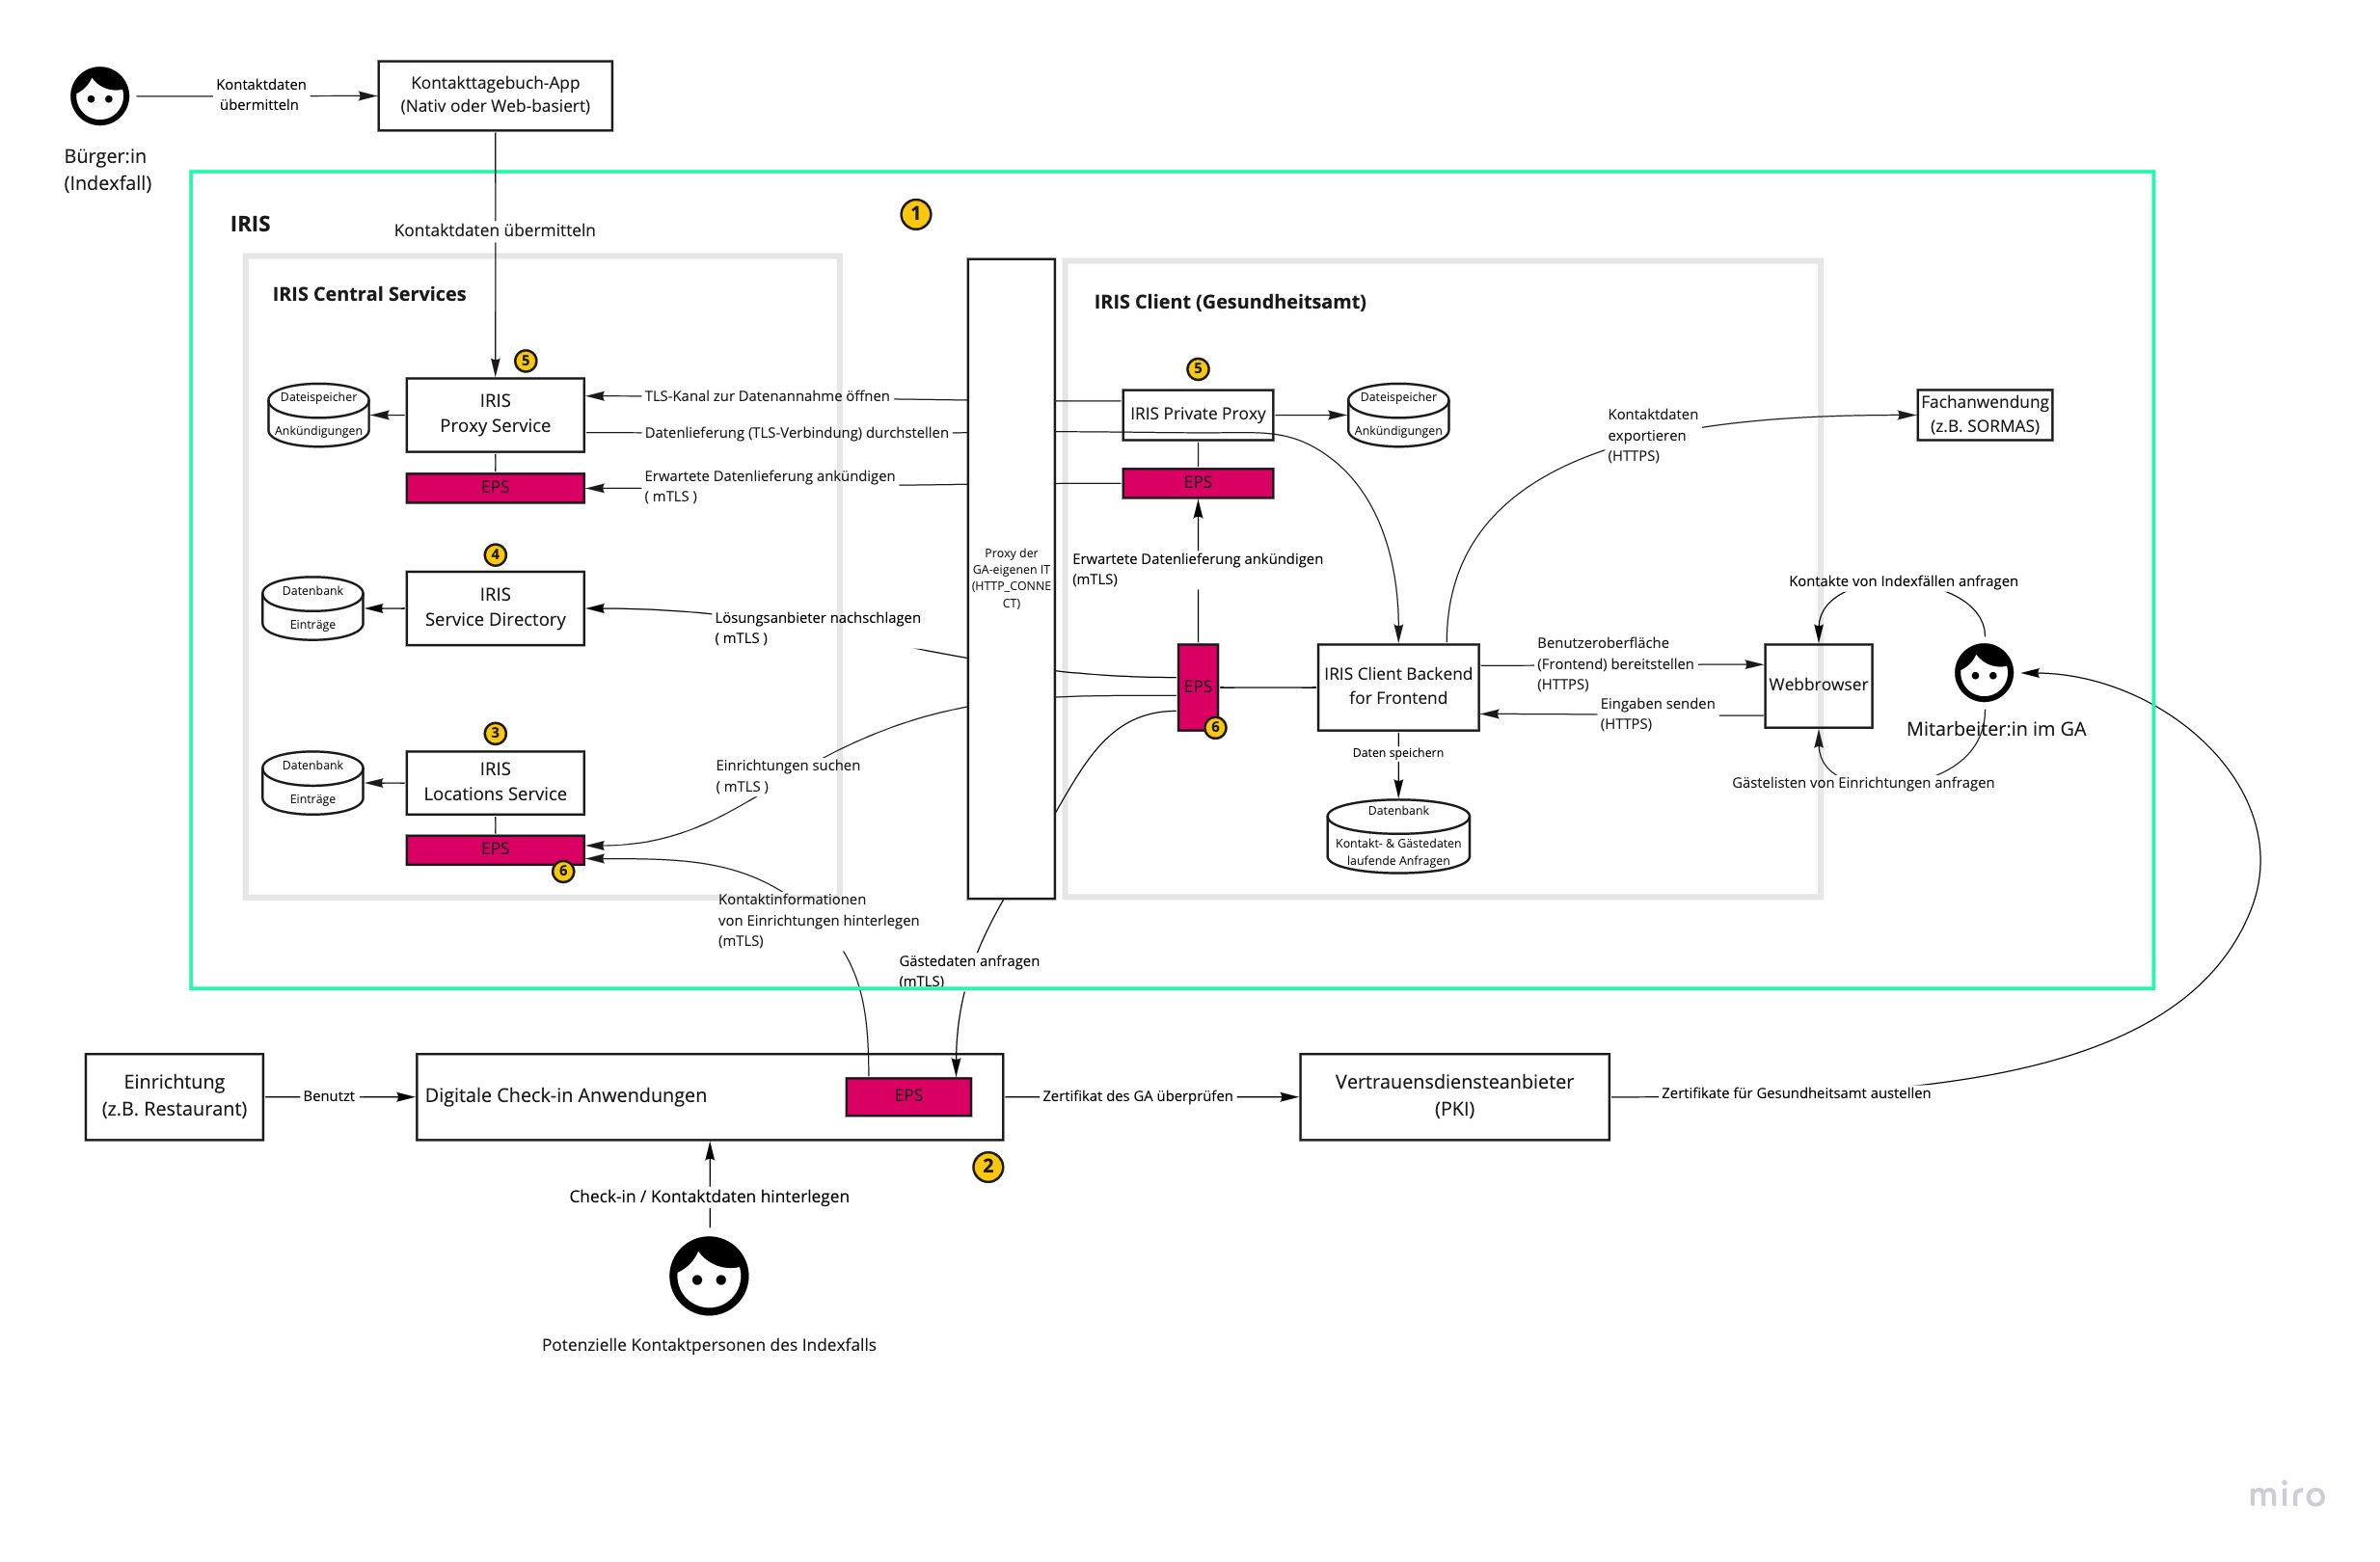 Kontaktdaten
übermitteln
Kontakttagebuch-App
(Nativ oder Web-basiert)
Bürger:in
(Indexfall)
Kontaktdaten übermitteln
1
IRIS
IRIS Central Services
5
Dateispeicher
Ankündigungen
IRIS
Proxy Service
EPS
TLS-Kanal zur Datenannahme öffnen
Datenlieferung (TLS-Verbindung) durchstellen
Erwartete Datenlieferung ankündigen
( mTLS )
4
Datenbank
Einträge
IRIS
Service Directory
Lösungsanbieter nachschlagen
( mTLS )
3
Datenbank
Einträge
IRIS
Locations Service
EPS
6
Einrichtungen suchen
( mTLS )
Kontaktinformationen
von Einrichtungen hinterlegen
(mTLS)
Gästedaten anfragen
(mTLS)
Proxy der
GA-eigenen IT
(HTTP_CONNE
CT)
IRIS Client (Gesundheitsamt)
5
IRIS Private Proxy
Dateispeicher
Ankündigungen
EPS
Erwartete Datenlieferung ankündigen
(mTLS)
EPS
6
IRIS Client Backend
for Frontend
Daten speichern
Datenbank
Kontakt- & Gästedaten
laufende Anfragen
Kontaktdaten
exportieren
(HTTPS)
Fachanwendung
(z.B. SORMAS)
Benutzeroberfläche
(Frontend) bereitstellen
(HTTPS)
Eingaben senden
(HTTPS)
Webbrowser
Kontakte von Indexfällen anfragen
Mitarbeiter:in im GA
Gästelisten von Einrichtungen anfragen
Einrichtung
(z.B. Restaurant)
Benutzt
Digitale Check-in Anwendungen
EPS
2
Zertifikat des GA überprüfen
Vertrauensdiensteanbieter
(PKI)
Zertifikate für Gesundheitsamt austellen
Check-in / Kontaktdaten hinterlegen
Potenzielle Kontaktpersonen des Indexfalls
miro